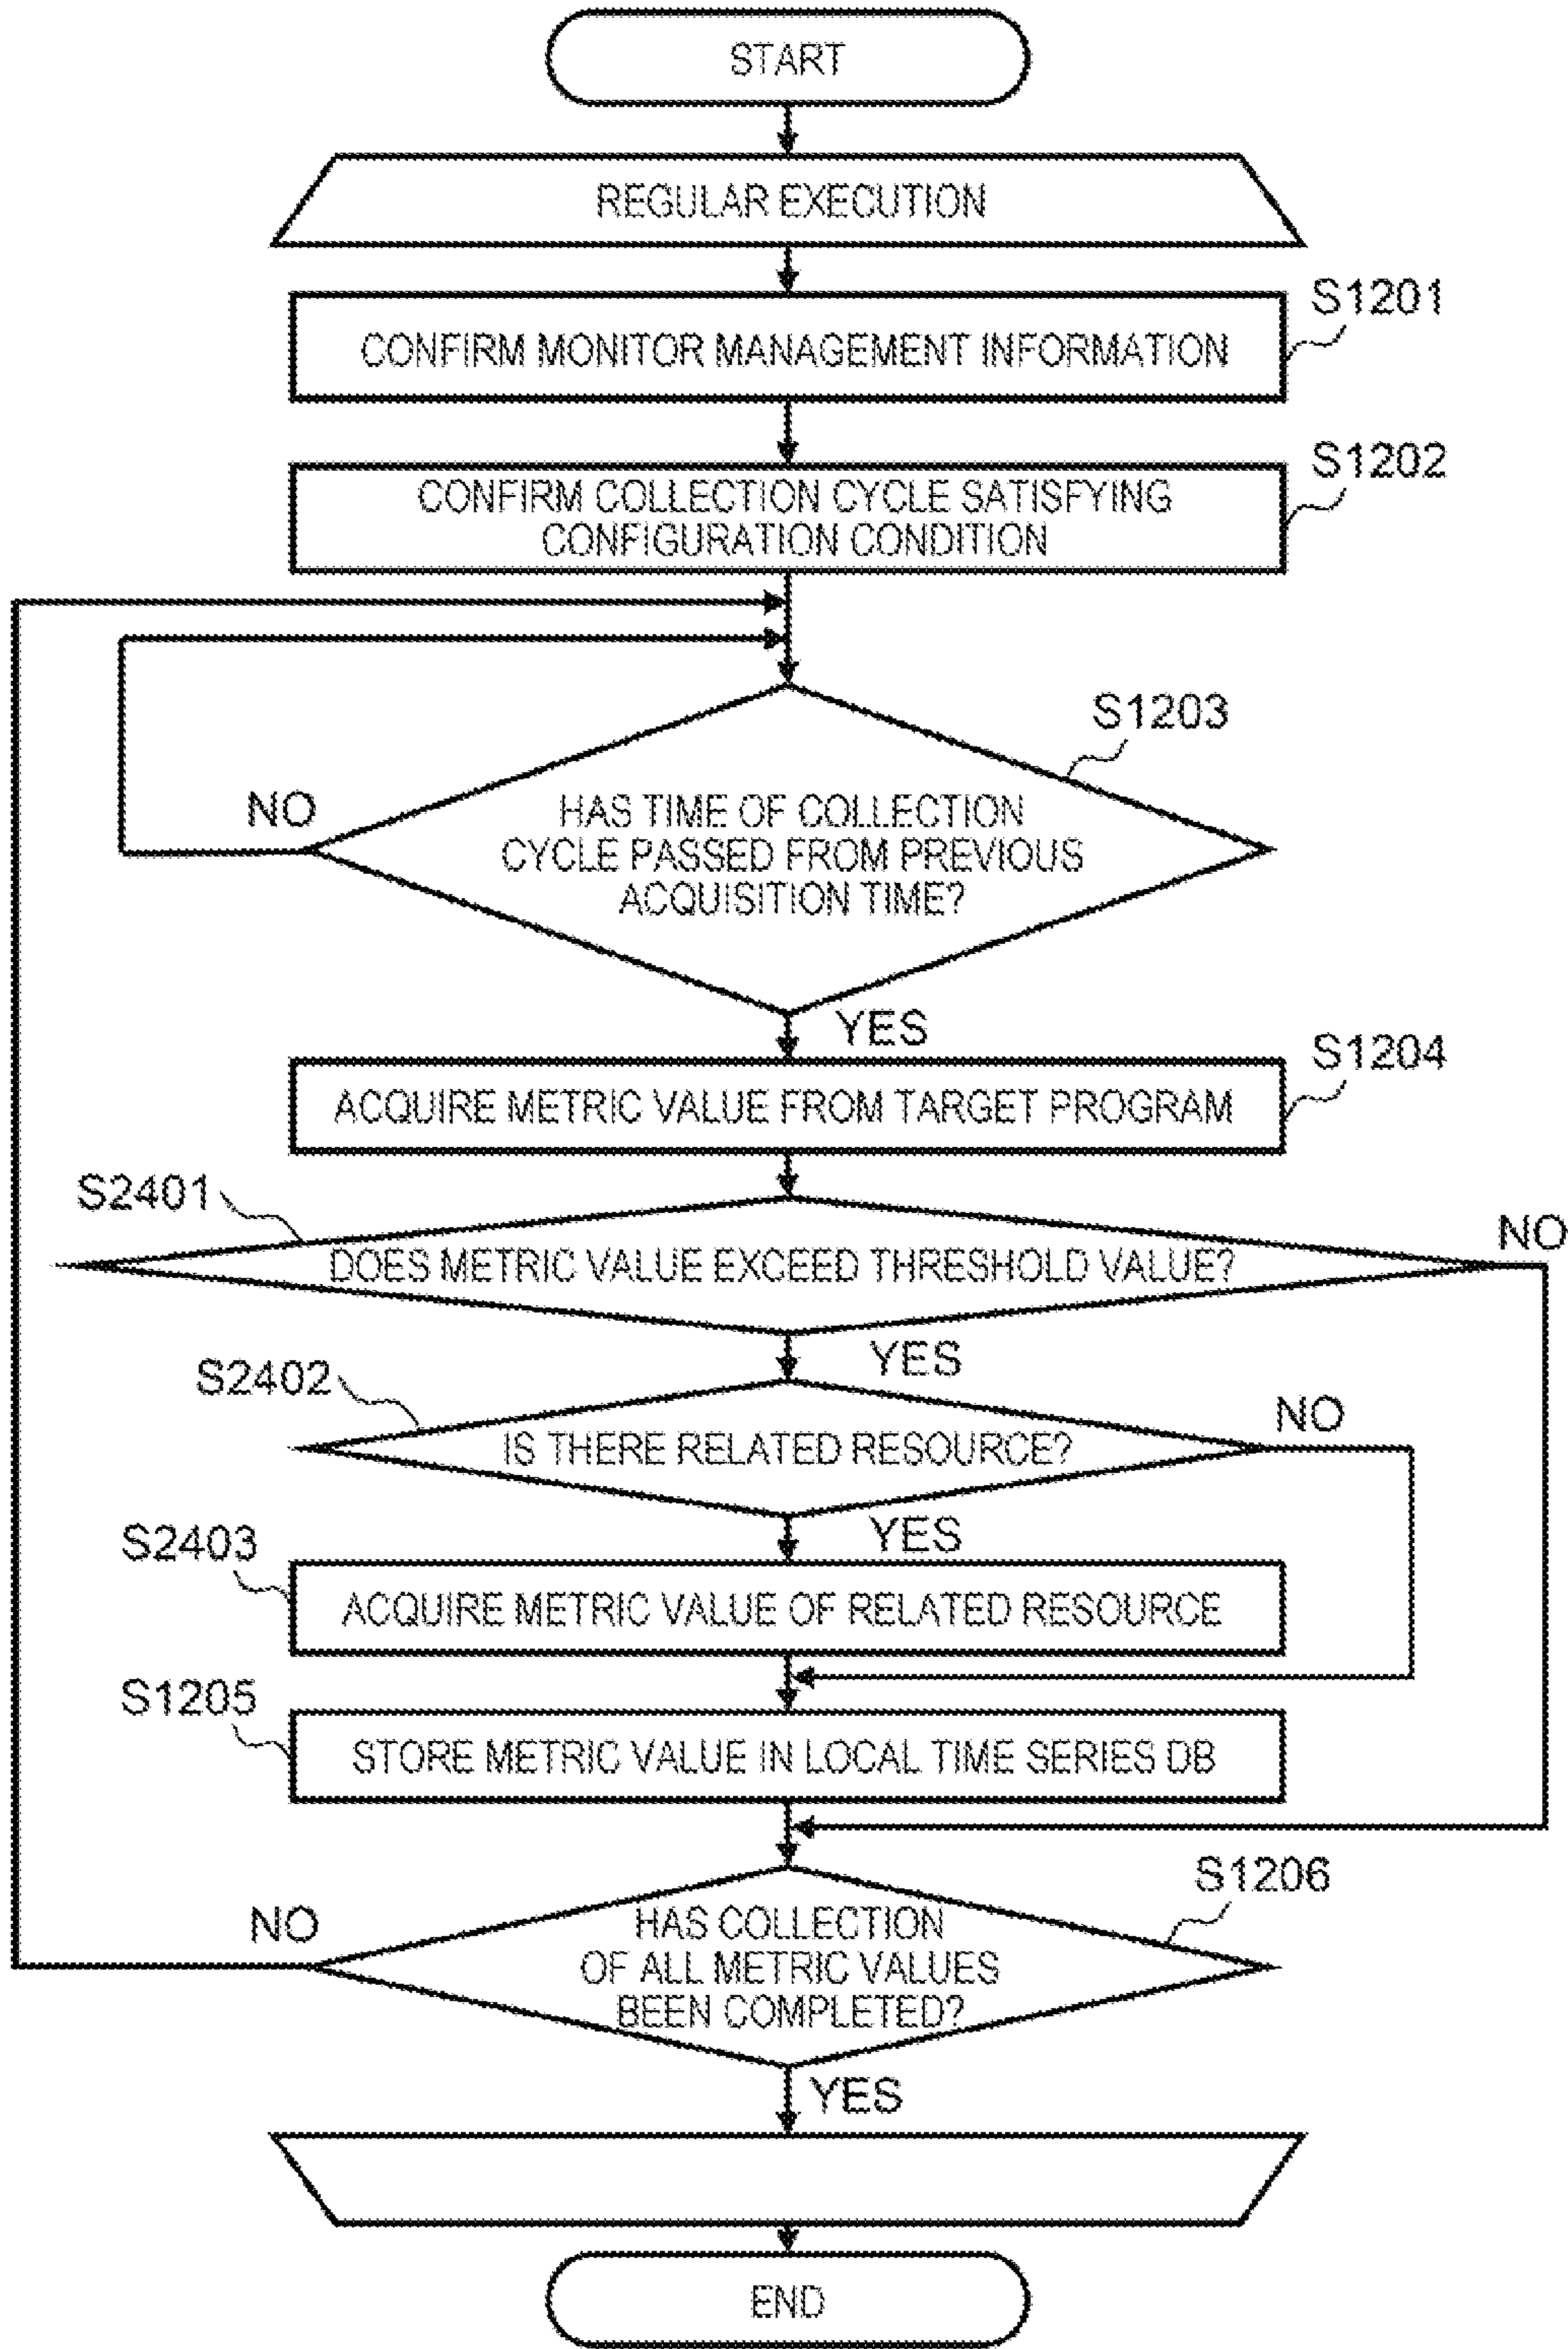 START
REGULAR EXECUTION
S1201
CONFIRM MONITOR MANAGEMENT INFORMATION
S1202
CONFIRM COLLECTION CYCLE SATISFYING
CONFIGURATION CONDITION
S1203
NO
HAS TIME OF COLLECTION
CYCLE PASSED FROM PREVIOUS
ACQUISITION TIME?
YES
S1204
ACQUIRE METRIC VALUE FROM TARGET PROGRAM
S2401
NO
DOES METRIC VALUE EXCEED THRESHOLD VALUE?
YES
S2402
NO
IS THERE RELATED RESOURCE?
YES
S2403
ACQUIRE METRIC VALUE OF RELATED RESOURCE
S1205
STORE METRIC VALUE IN LOCAL TIME SERIES DB
S1206
NO
HAS COLLECTION
OF ALL METRIC VALUES
BEEN COMPLETED?
YES
END